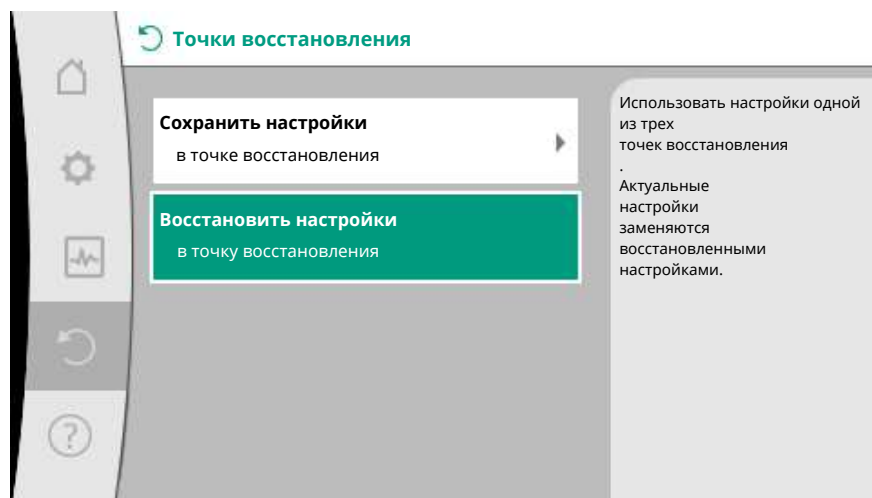 Точки восстановления
Сохранить настройки
в точке восстановления
Восстановить настройки
в точку восстановления
Использовать настройки одной
из трех
точек восстановления
.
Актуальные
настройки
заменяются
восстановленными
настройками.
?